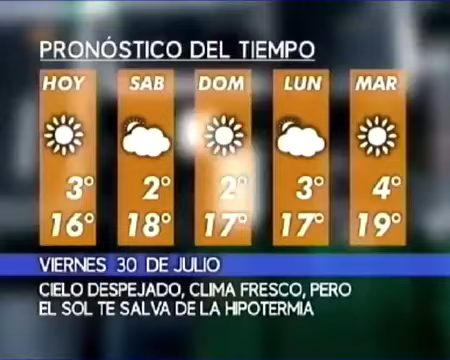 PRONÓSTICO DEL TIEMPO
HOY SAB DOM LUN MAR
3° 2° 2° 3° 4°
16° 18° 17° 17° 19°
VIERNES 30 DE JULIO
CIELO DESPEJADO, CLIMA FRESCO, PERO
EL SOL TE SALVA DE LA HIPOTERMIA